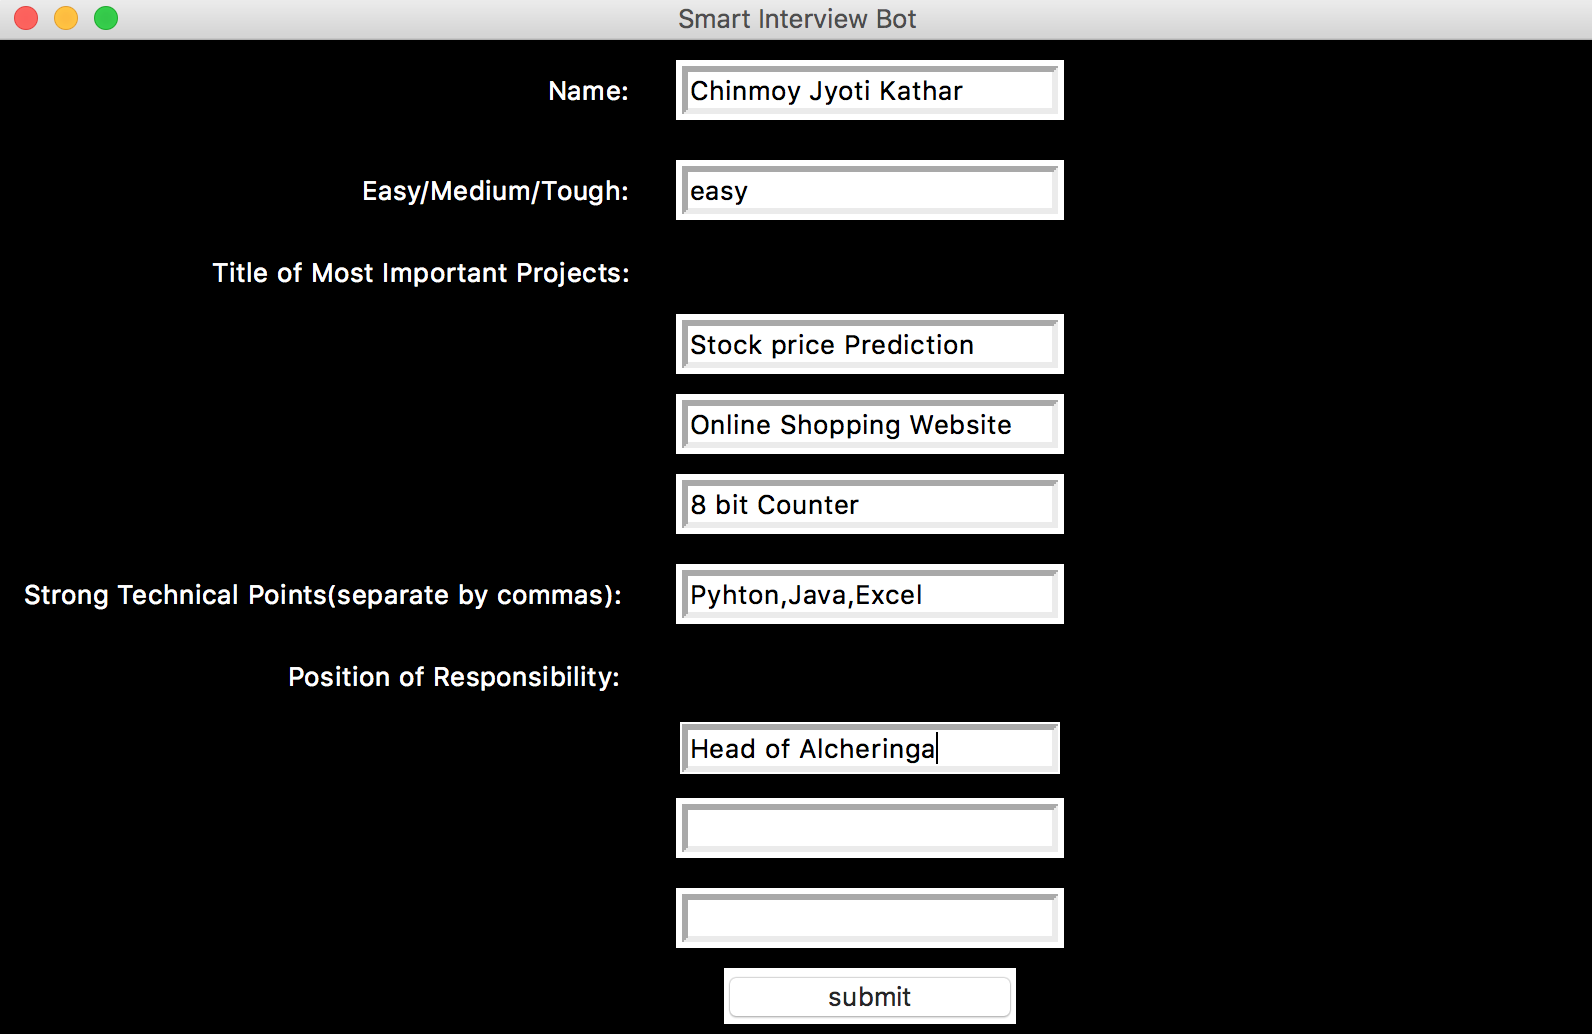 Smart Interview Bot
Name: Chinmoy Jyoti Kathar
Easy/Medium/Tough: easy
Title of Most Important Projects:
Stock price Prediction
Online Shopping Website
8 bit Counter
Strong Technical Points(separate by commas): Pyhton,Java,Excel
Position of Responsibility:
Head of Alcheringa
submit